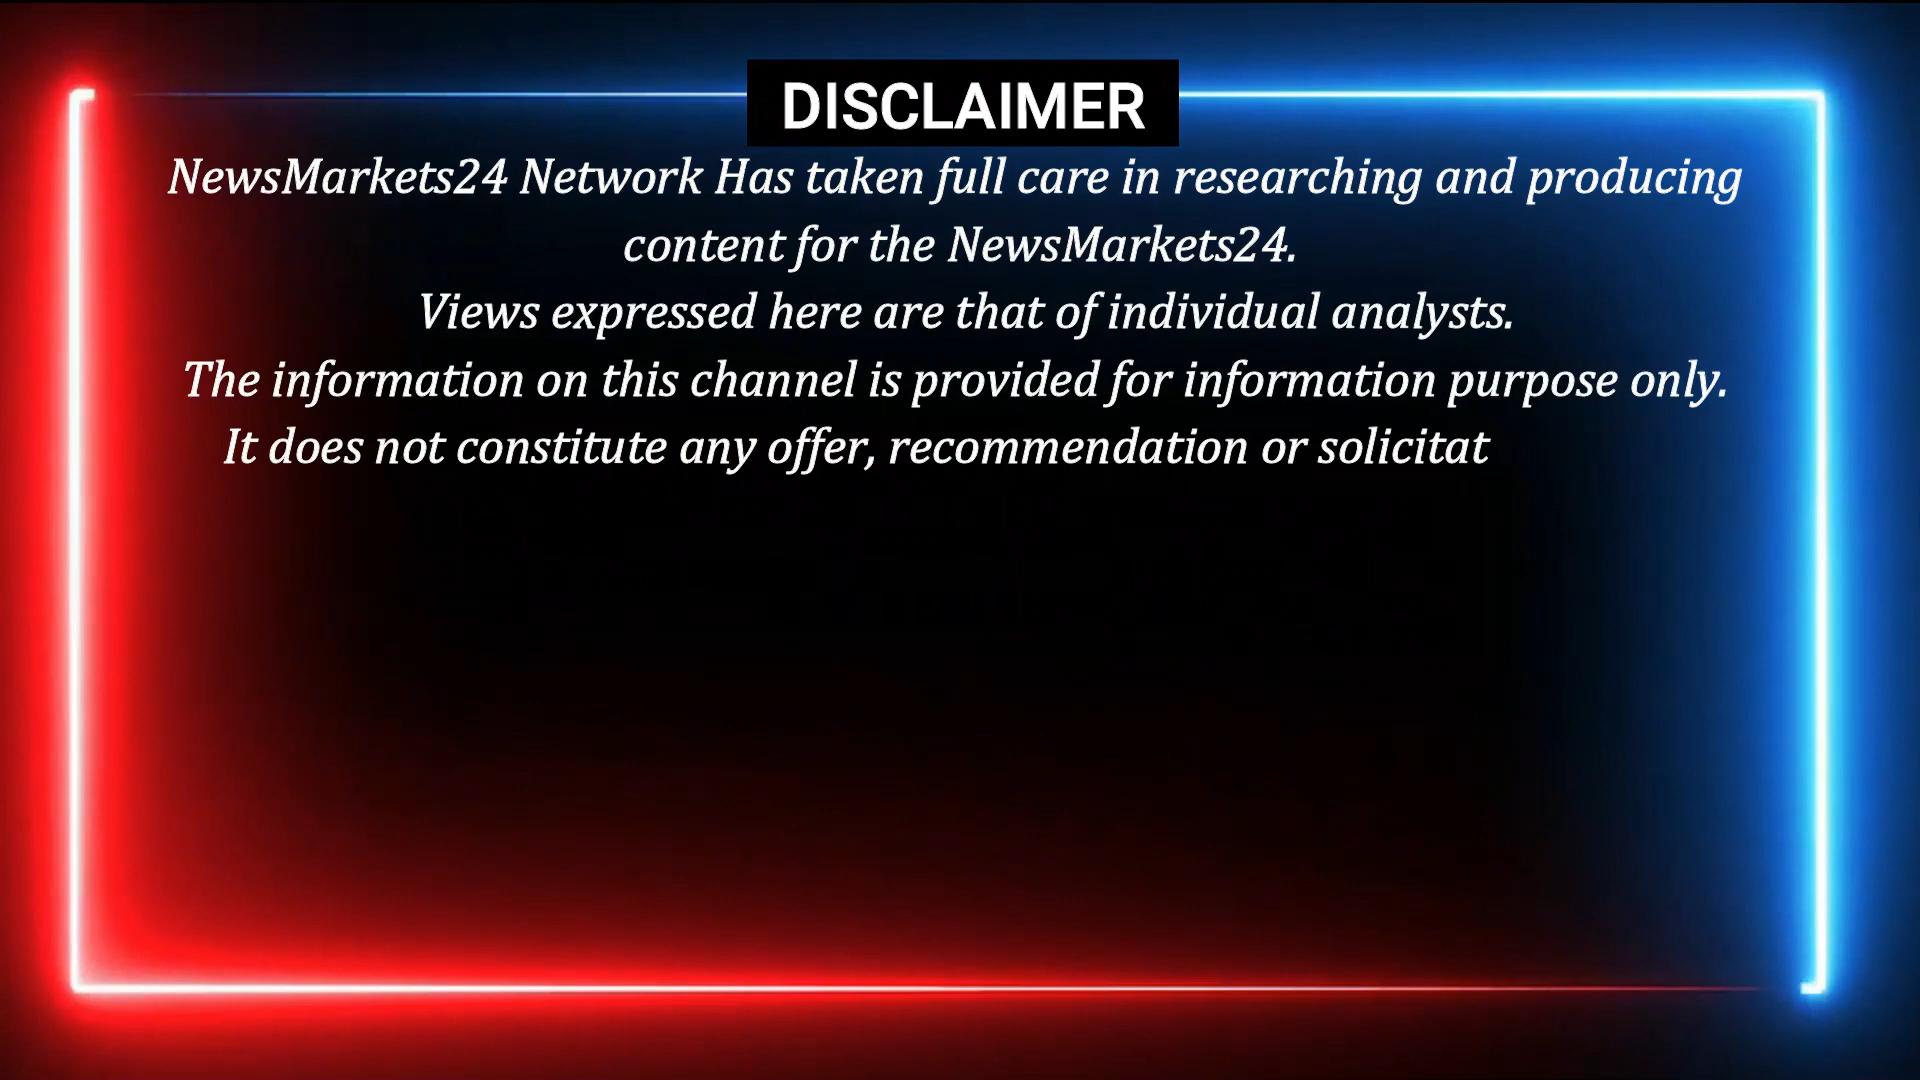 DISCLAIMER
NewsMarkets24 Network Has taken full care in researching and producing
content for the NewsMarkets24.
Views expressed here are that of individual analysts.
The information on this channel is provided for information purpose only.
It does not constitute any offer, recommendation or solicitat